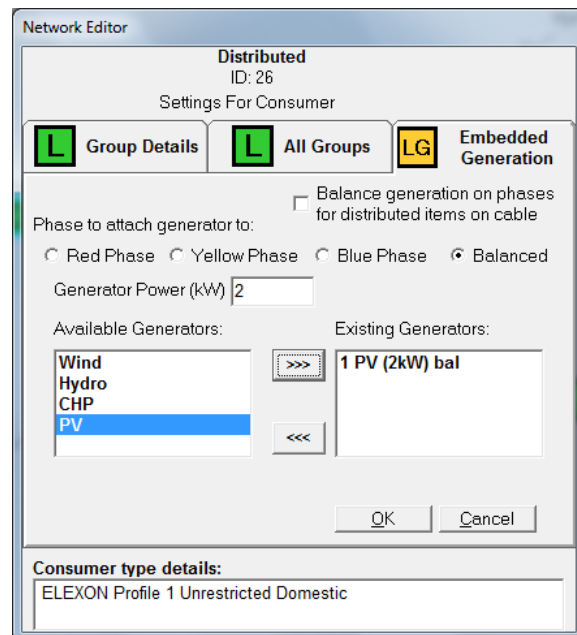 Network Editor
Distributed
ID: 26
Settings For Consumer
L Group Details
L All Groups
LG Embedded
Generation
Balance generation on phases
for distributed items on cable
Phase to attach generator to:
Red Phase Yellow Phase Blue Phase Balanced
Generator Power (kW) 2
Available Generators:
Existing Generators:
Wind
Hydro
CHP
PV
>>>
<<<
1 PV (2kW) bal
OK Cancel
Consumer type details:
ELEXON Profile 1 Unrestricted Domestic